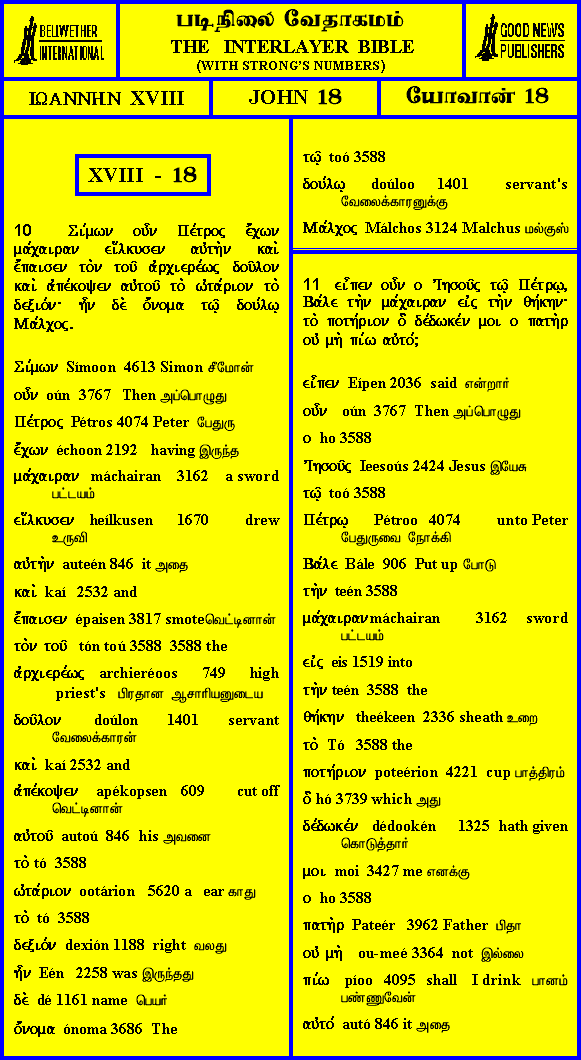 BELLWETHER
INTERNATIONAL
படிநிலை வேதாகமம்
THE INTERLAYER BIBLE
(WITH STRONG'S NUMBERS)
GOOD NEWS
PUBLISHERS
ΙΩΑΝΝΗΝ XVIII
JOHN 18
யோவான் 18
XVIII - 18
10 Σίμων οὖν Πέτρος ἔχων
μάχαιραν εἵλκυσεν αὐτὴν καὶ
ἔπαισεν τὸν τοῦ ἀρχιερέως δοῦλον
καὶ ἀπέκοψεν αὐτοῦ τὸ ὠτάριον τὸ
δεξιόν· ἦν δὲ ὄνομα τῷ δούλῳ
Μάλχος.
Σίμων Símoon 4613 Simon சீமோன்
οὖν oún 3767 Then அப்பொழுது
Πέτρος Pétros 4074 Peter பேதுரு
ἔχων échoon 2192 having இருந்த
μάχαιραν máchairan 3162 a sword
பட்டயம்
εἵλκυσεν heílkusen 1670 drew
உருவி
αὐτὴν auteén 846 it அதை
καὶ kaí 2532 and
ἔπαισεν épaisen 3817 smote வெட்டினான்
τὸν τοῦ tón toú 3588 3588 the
ἀρχιερέως archieréoos 749 high
priest's பிரதான ஆசாரியனுடைய
δοῦλον doúlon 1401 servant
வேலைக்காரன்
καὶ kaí 2532 and
ἀπέκοψεν apékopsen 609 cut off
வெட்டினான்
αὐτοῦ autoú 846 his அவனை
τὸ tó 3588
ὠτάριον ootárion 5620 a ear காது
τὸ tó 3588
δεξιόν dexión 1188 right வலது
ἦν Eén 2258 was இருந்தது
δὲ dé 1161 name பெயர்
ὄνομα ónoma 3686 The
τῷ toó 3588
δούλῳ doúloo 1401 servant's
வேலைக்காரனுக்கு
Μάλχος Málchos 3124 Malchus மல்குஸ்
11 εἶπεν οὖν ο Ἰησοῦς τῷ Πέτρῳ,
Βάλε τὴν μάχαιραν εἰς τὴν θήκην·
τὸ ποτήριον ὃ δέδωκέν μοι ο πατὴρ
οὐ μὴ πίω αὐτό;
εἶπεν Eípen 2036 said என்றார்
οὖν oún 3767 Then அப்பொழுது
ο ho 3588
Ἰησοῦς Ieesoús 2424 Jesus இயேசு
τῷ toó 3588
Πέτρῳ Pétroo 4074 unto Peter
பேதுருவை நோக்கி
Βάλε Bále 906 Put up போடு
τὴν teén 3588
μάχαιραν máchairan 3162 sword
பட்டயம்
εἰς eis 1519 into
τὴν teén 3588 the
θήκην theékeen 2336 sheath உறை
τὸ Tó 3588 the
ποτήριον poteérion 4221 cup பாத்திரம்
ὃ hó 3739 which அது
δέδωκέν dédookén 1325 hath given
கொடுத்தார்
μοι moi 3427 me எனக்கு
ο ho 3588
πατὴρ Pateér 3962 Father பிதா
οὐ μὴ ou-meé 3364 not இல்லை
πίω píoo 4095 shall I drink பானம்
பண்ணுவேன்
αὐτό autó 846 it அதை